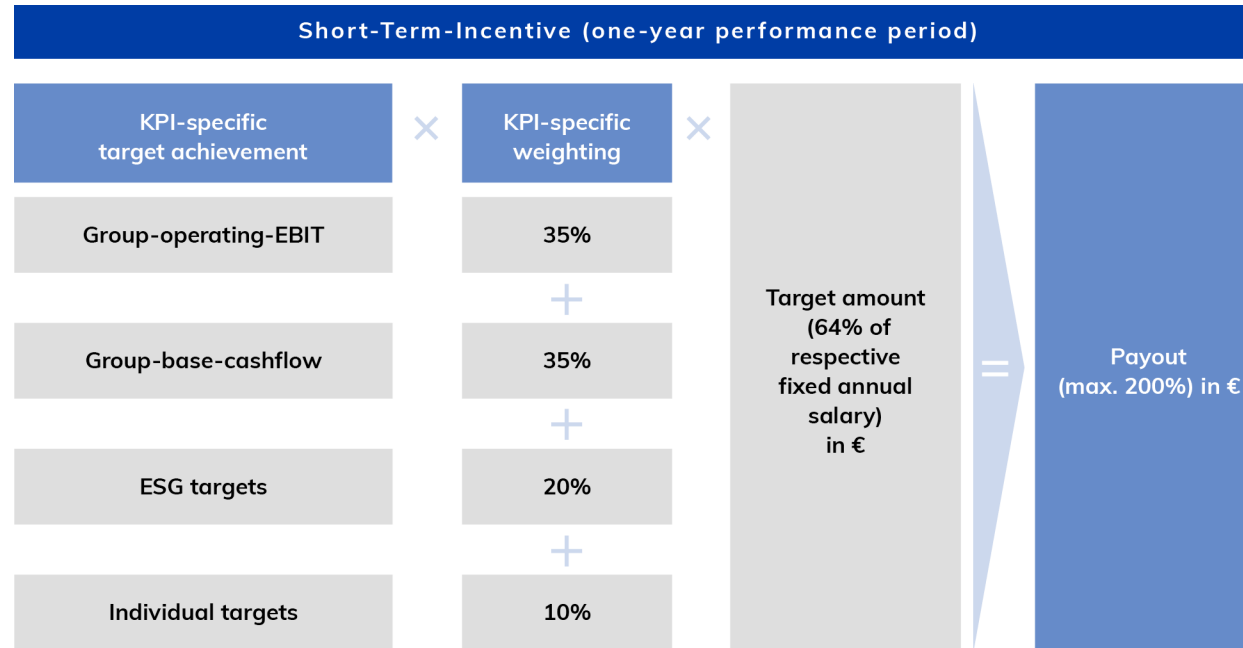 Short-Term-Incentive (one-year performance period)
KPI-specific
target achievement
×
KPI-specific
weighting
×
Group-operating-EBIT
35%
+
Group-base-cashflow
35%
+
ESG targets
20%
+
Individual targets
10%
Target amount
(64% of
respective
fixed annual
salary)
in €
=
Payout
(max. 200%) in €